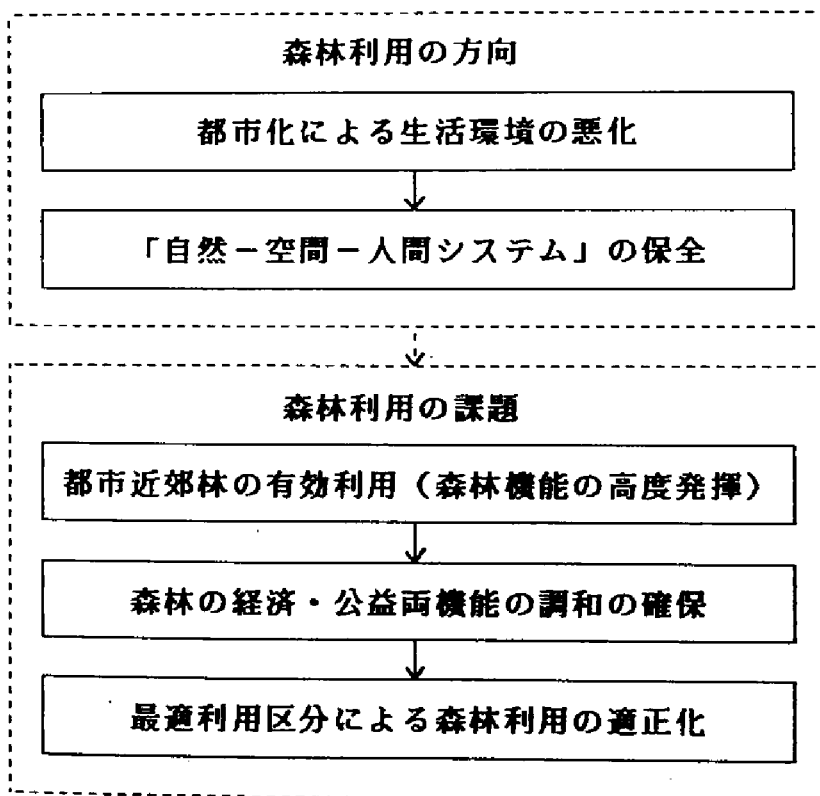 森林利用の方向
都市化による生活環境の悪化
「自然－空間－人間システム」の保全
森林利用の課題
都市近郊林の有効利用（森林機能の高度発揮）
森林の経済・公益両機能の調和の確保
最適利用区分による森林利用の適正化